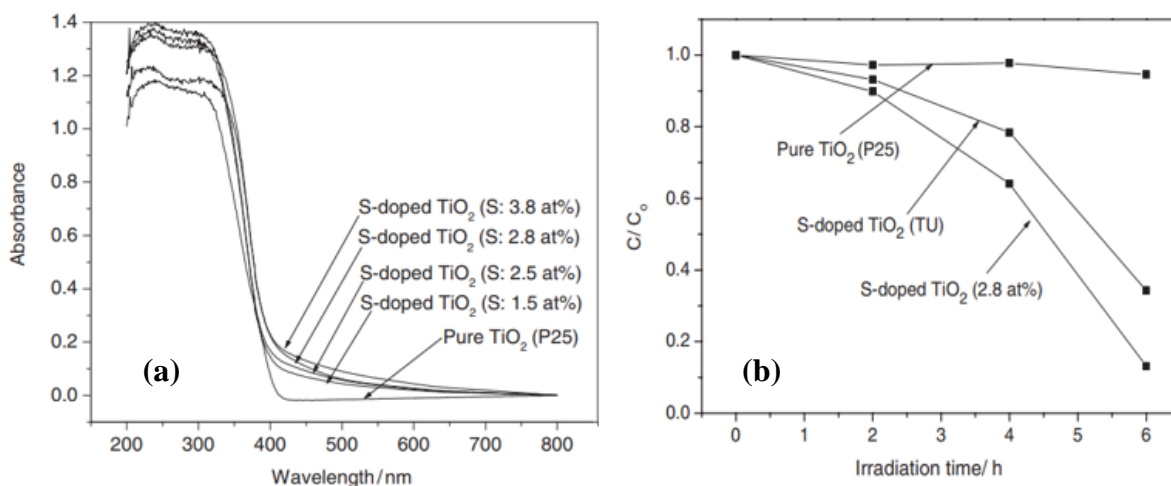 1.4
1.2
1.0
0.8
0.6
0.4
0.2
0.0
Absorbance
S-doped TiO₂ (S: 3.8 at%)
S-doped TiO₂ (S: 2.8 at%)
S-doped TiO₂ (S: 2.5 at%)
S-doped TiO₂ (S: 1.5 at%)
Pure TiO₂ (P25)
(a)
200 300 400 500 600 700 800
Wavelength/nm
1.0
0.8
0.6
0.4
0.2
0.0
C/ C₀
Pure TiO₂ (P25)
S-doped TiO₂ (TU)
S-doped TiO₂ (2.8 at%)
(b)
0 1 2 3 4 5 6
Irradiation time/ h